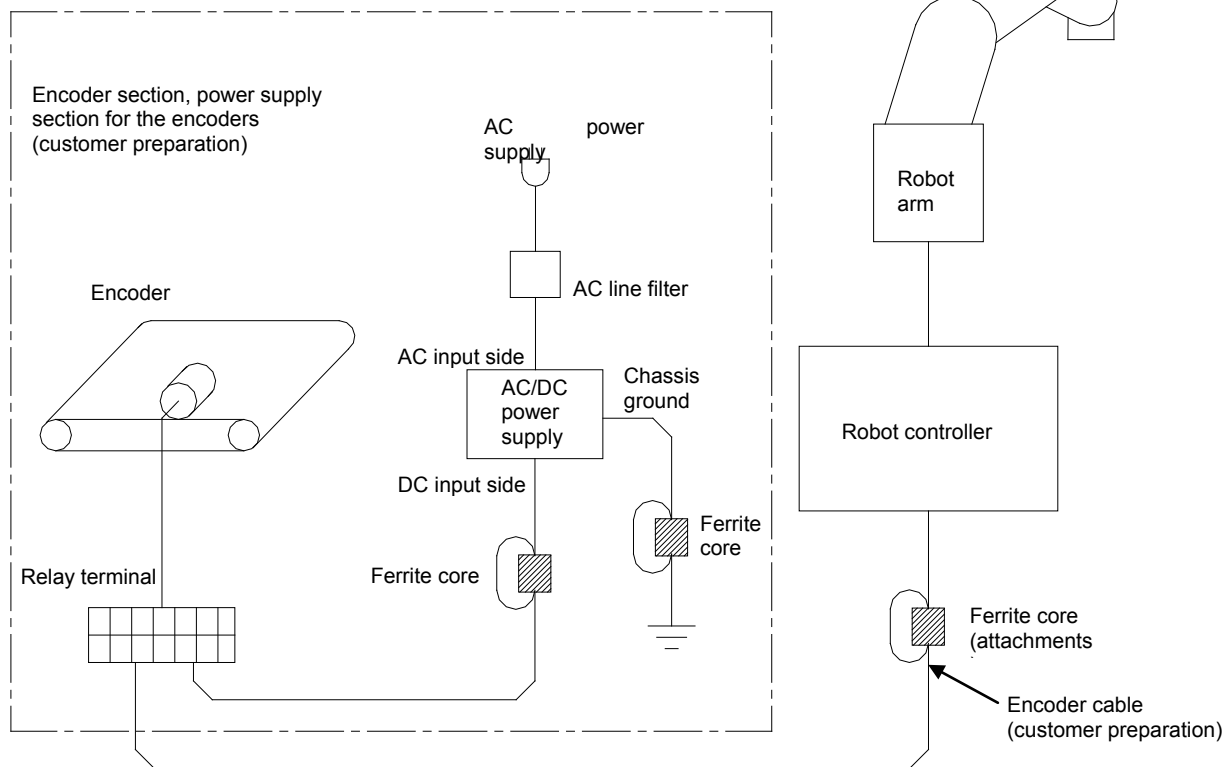 Encoder section, power supply
section for the encoders
(customer preparation)
AC power
supply
AC line filter
Encoder
AC input side
AC/DC
power
supply
Chassis
ground
DC input side
Ferrite core
Ferrite
core
Relay terminal
Robot
arm
Robot controller
Ferrite core
(attachments
Encoder cable
(customer preparation)